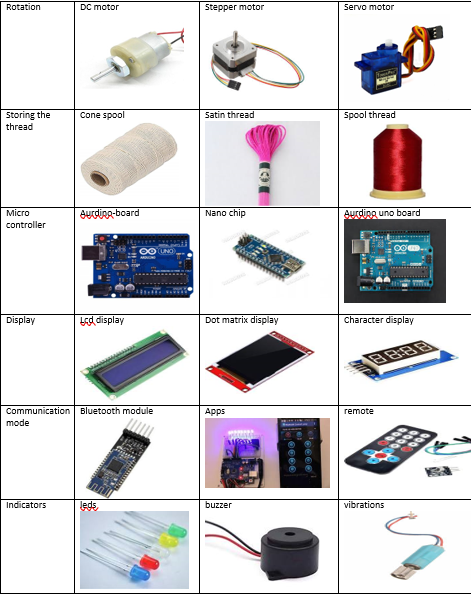 Rotation DC motor Stepper motor Servo motor
Storing the Cone spool Satin thread Spool thread
thread
Micro Aurdino-board Nano chip Aurdino uno board
controller
UNO
ARDUINO
Display Lcd display Dot matrix display Character display
Communication Bluetooth module Apps remote
mode
Indicators leds, buzzer vibrations